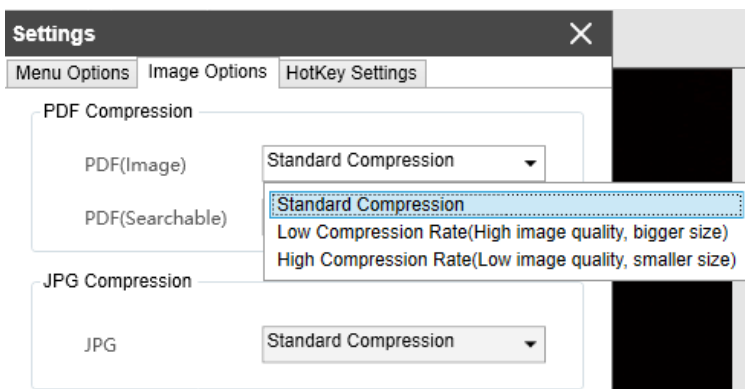 Settings
Menu Options Image Options HotKey Settings
PDF Compression
PDF(Image) Standard Compression
Standard Compression
PDF(Searchable)
Low Compression Rate(High image quality, bigger size)
High Compression Rate(Low image quality, smaller size)
JPG Compression
JPG Standard Compression